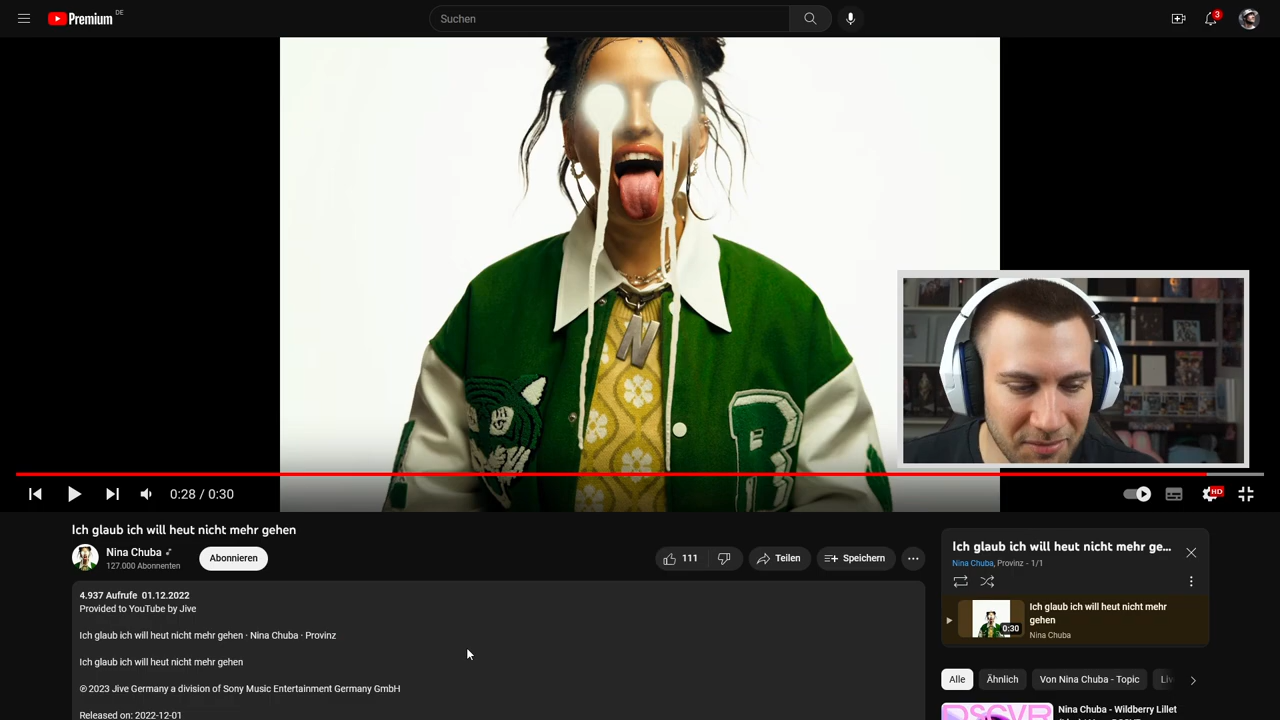 Premium
DE
Suchen
3
N
R
0:28 / 0:30
HD
Ich glaub ich will heut nicht mehr gehen
Nina Chuba
127.000 Abonnenten
Abonnieren
111
Teilen
Speichern
4.937 Aufrufe 01.12.2022
Provided to YouTube by Jive
Ich glaub ich will heut nicht mehr gehen · Nina Chuba · Provinz
Ich glaub ich will heut nicht mehr gehen
℗ 2023 Jive Germany a division of Sony Music Entertainment Germany GmbH
Released on: 2022-12-01
Ich glaub ich will heut nicht mehr ge...
Nina Chuba, Provinz - 1/1
0:30
Ich glaub ich will heut nicht mehr
gehen
Nina Chuba
Alle
Ähnlich
Von Nina Chuba - Topic
Liv
Nina Chuba - Wildberry Lillet